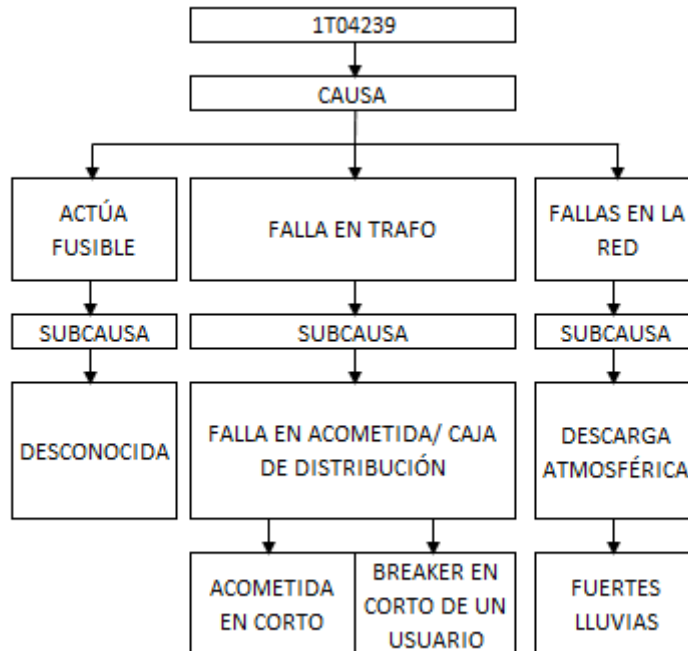 1T04239
CAUSA
ACTÚA
FUSIBLE
FALLA EN TRAFO
FALLAS EN LA
RED
SUBCAUSA
SUBCAUSA
SUBCAUSA
DESCONOCIDA
FALLA EN ACOMETIDA/ CAJA
DE DISTRIBUCIÓN
DESCARGA
ATMOSFÉRICA
ACOMETIDA
EN CORTO
BREAKER EN
CORTO DE UN
USUARIO
FUERTES
LLUVIAS